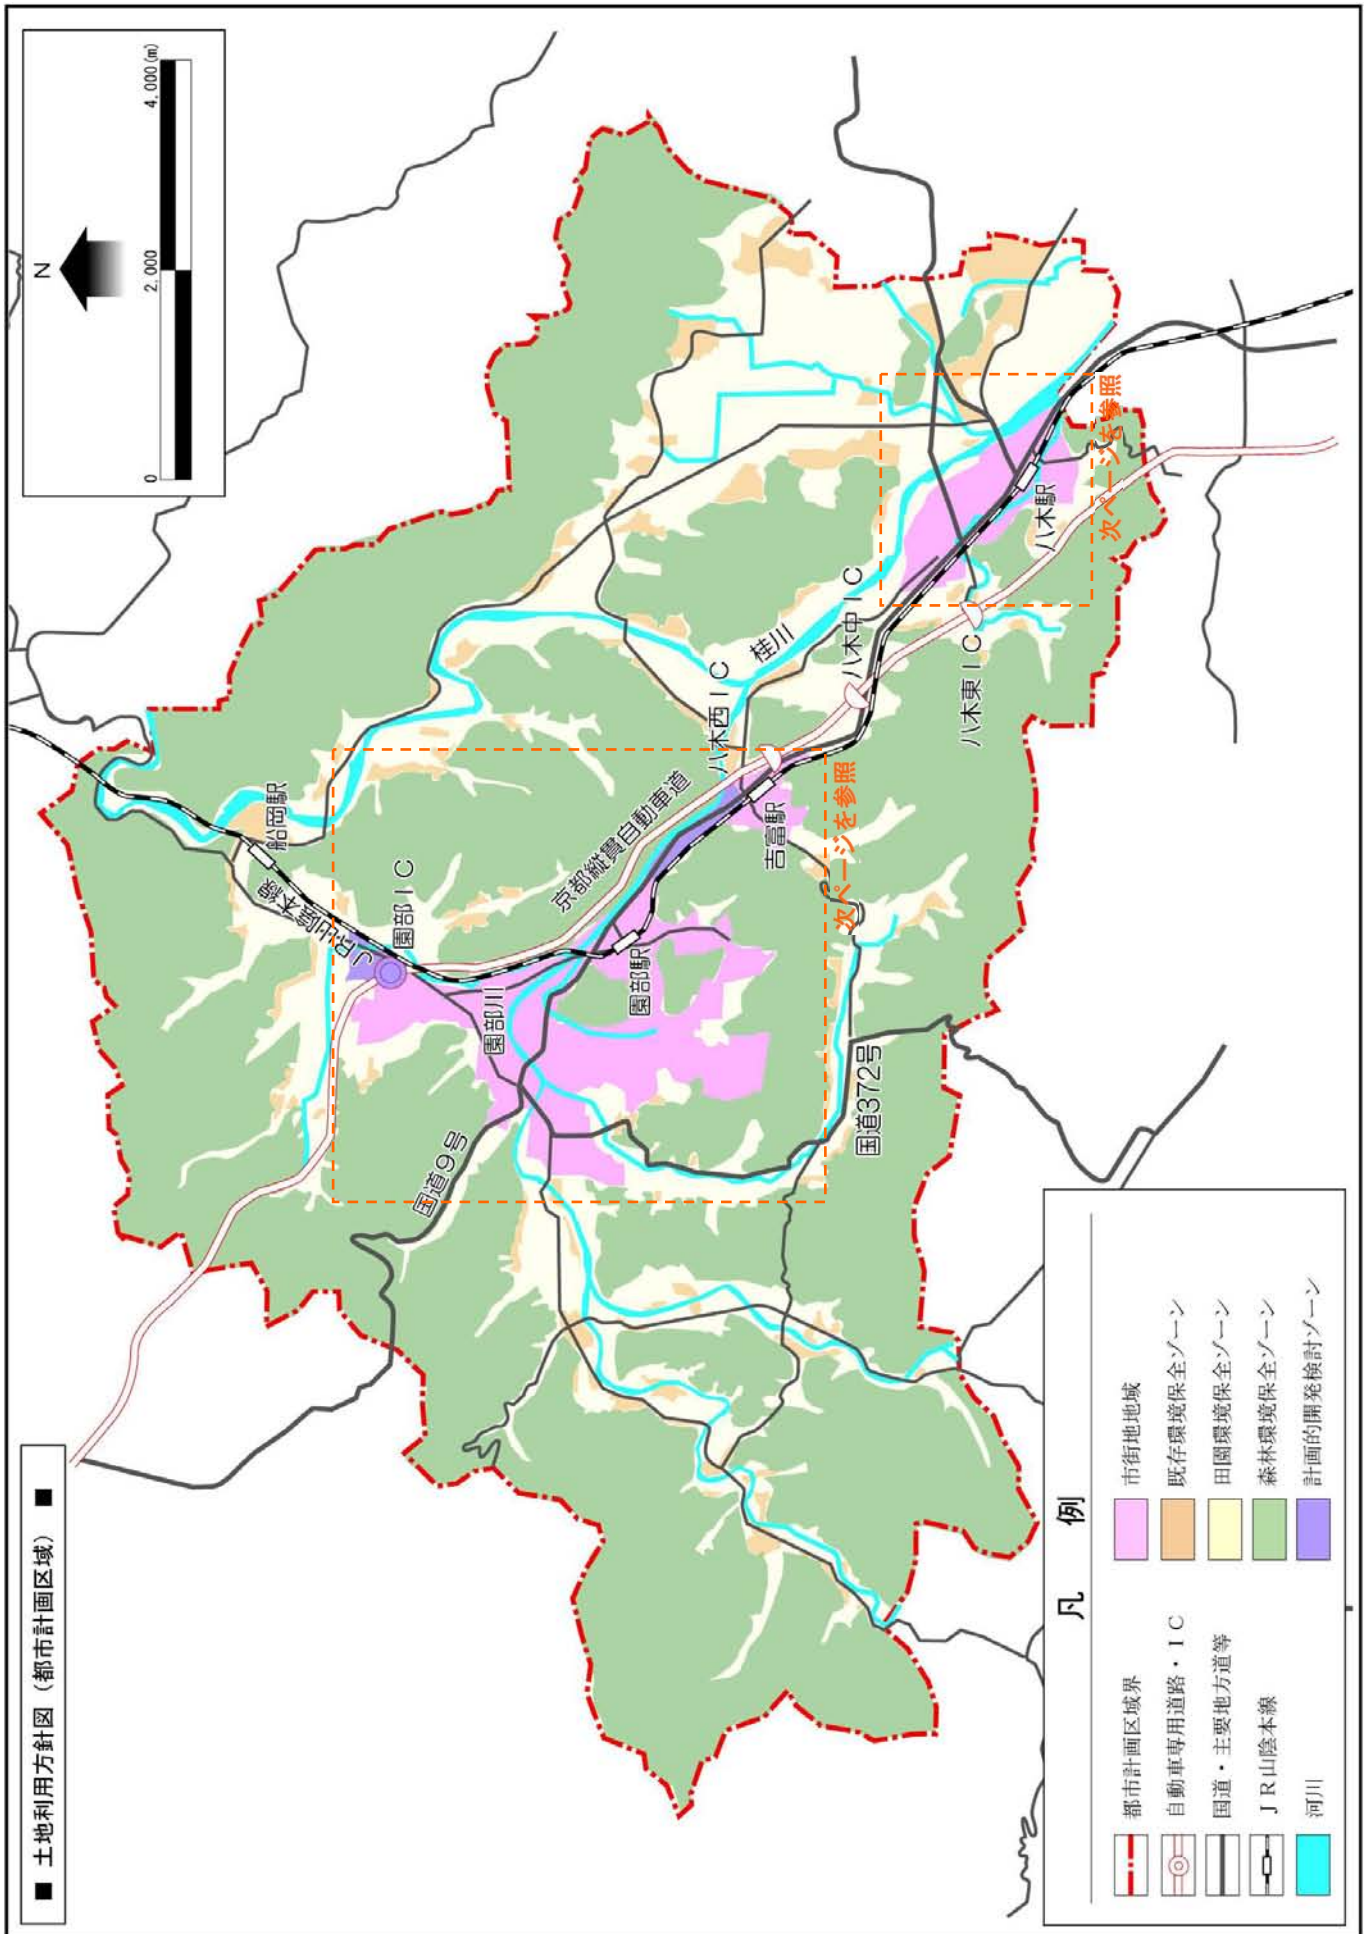 ■ 土地利用方針図（都市計画区域） ■
N
0
2,000
4,000(m)
船岡駅
JR山陰本線
園部IC
京都縦貫自動車道
園部川
園部駅
国道9号
国道372号
吉富駅
八木西IC
桂川
八木中IC
八木東IC
八木駅
次ページを参照
次ページを参照
凡例
都市計画区域界
自動車専用道路・IC
国道・主要地方道等
JR山陰本線
河川
市街地地域
既存環境保全ゾーン
田園環境保全ゾーン
森林環境保全ゾーン
計画的開発検討ゾーン